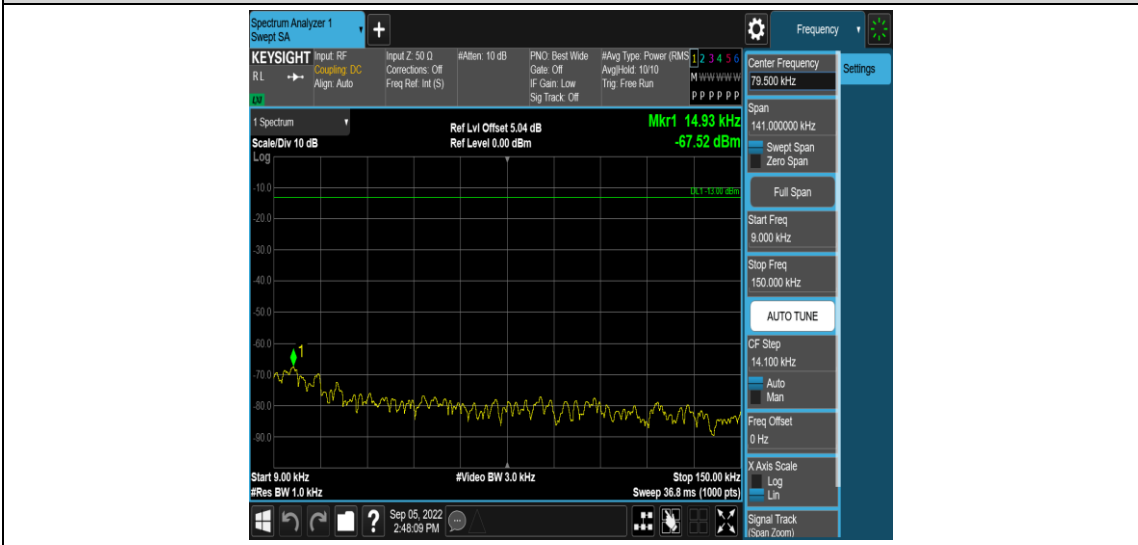 Spectrum Analyzer 1
Swept SA
+
Frequency
KEYSIGHT
RL
LXI
Input: RF
Coupling: DC
Align: Auto
Input Z: 50 Ω
Corrections: Off
Freq Ref: Int (S)
#Atten: 10 dB
PNO: Best Wide
Gate: Off
IF Gain: Low
Sig Track: Off
#Avg Type: Power (RMS
Avg|Hold: 10/10
Trig: Free Run
1 2 3 4 5 6
M W W W W W
P P P P P P
1 Spectrum
Scale/Div 10 dB
Log
Ref Lvl Offset 5.04 dB
Ref Level 0.00 dBm
Mkr1 14.93 kHz
-67.52 dBm
DL1 -13.00 dBm
-10.0
-20.0
-30.0
-40.0
-50.0
-60.0
-70.0
-80.0
-90.0
1
Start 9.00 kHz
#Res BW 1.0 kHz
#Video BW 3.0 kHz
Stop 150.00 kHz
Sweep 36.8 ms (1000 pts)
?
Sep 05, 2022
2:48:09 PM
Center Frequency
79.500 kHz
Span
141.000000 kHz
Swept Span
Zero Span
Full Span
Start Freq
9.000 kHz
Stop Freq
150.000 kHz
AUTO TUNE
CF Step
14.100 kHz
Auto
Man
Freq Offset
0 Hz
X Axis Scale
Log
Lin
Signal Track
(Span Zoom)
Settings